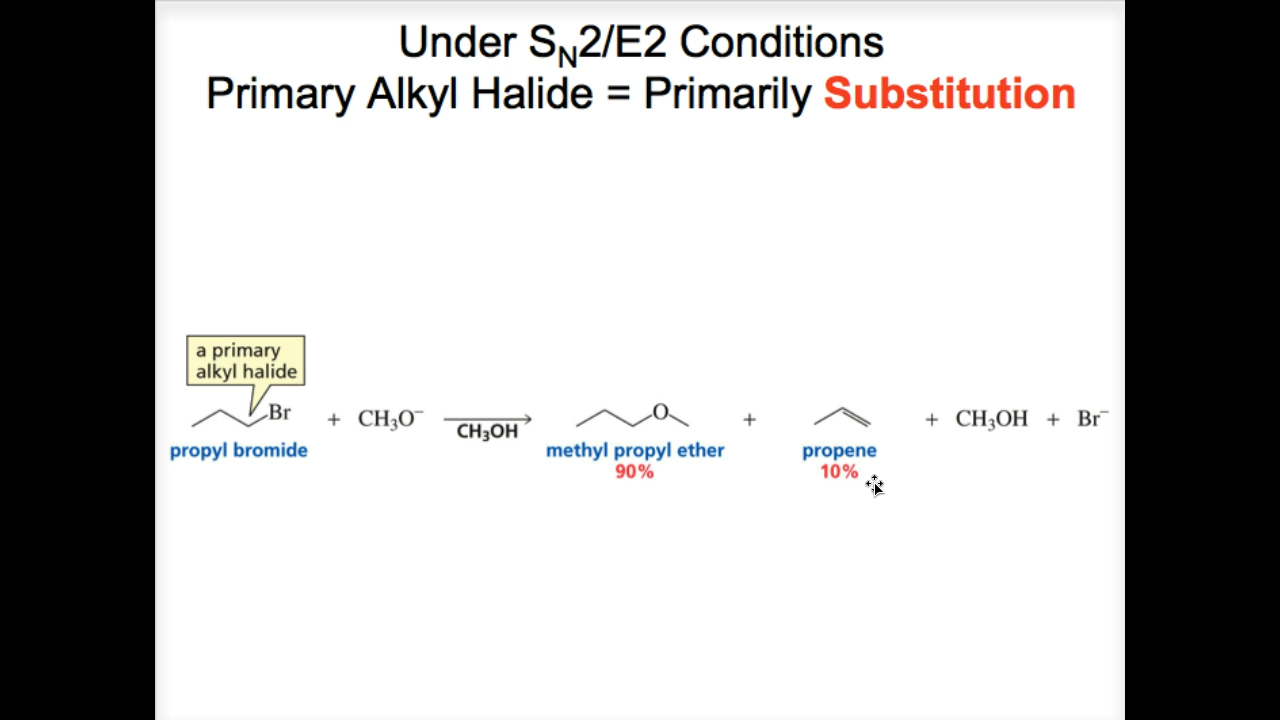 Under SN2/E2 Conditions
Primary Alkyl Halide = Primarily Substitution
a primary
alkyl halide
Br + CH₃O⁻ CH₃OH O + + CH₃OH + Br⁻
propyl bromide methyl propyl ether propene
90% 10%